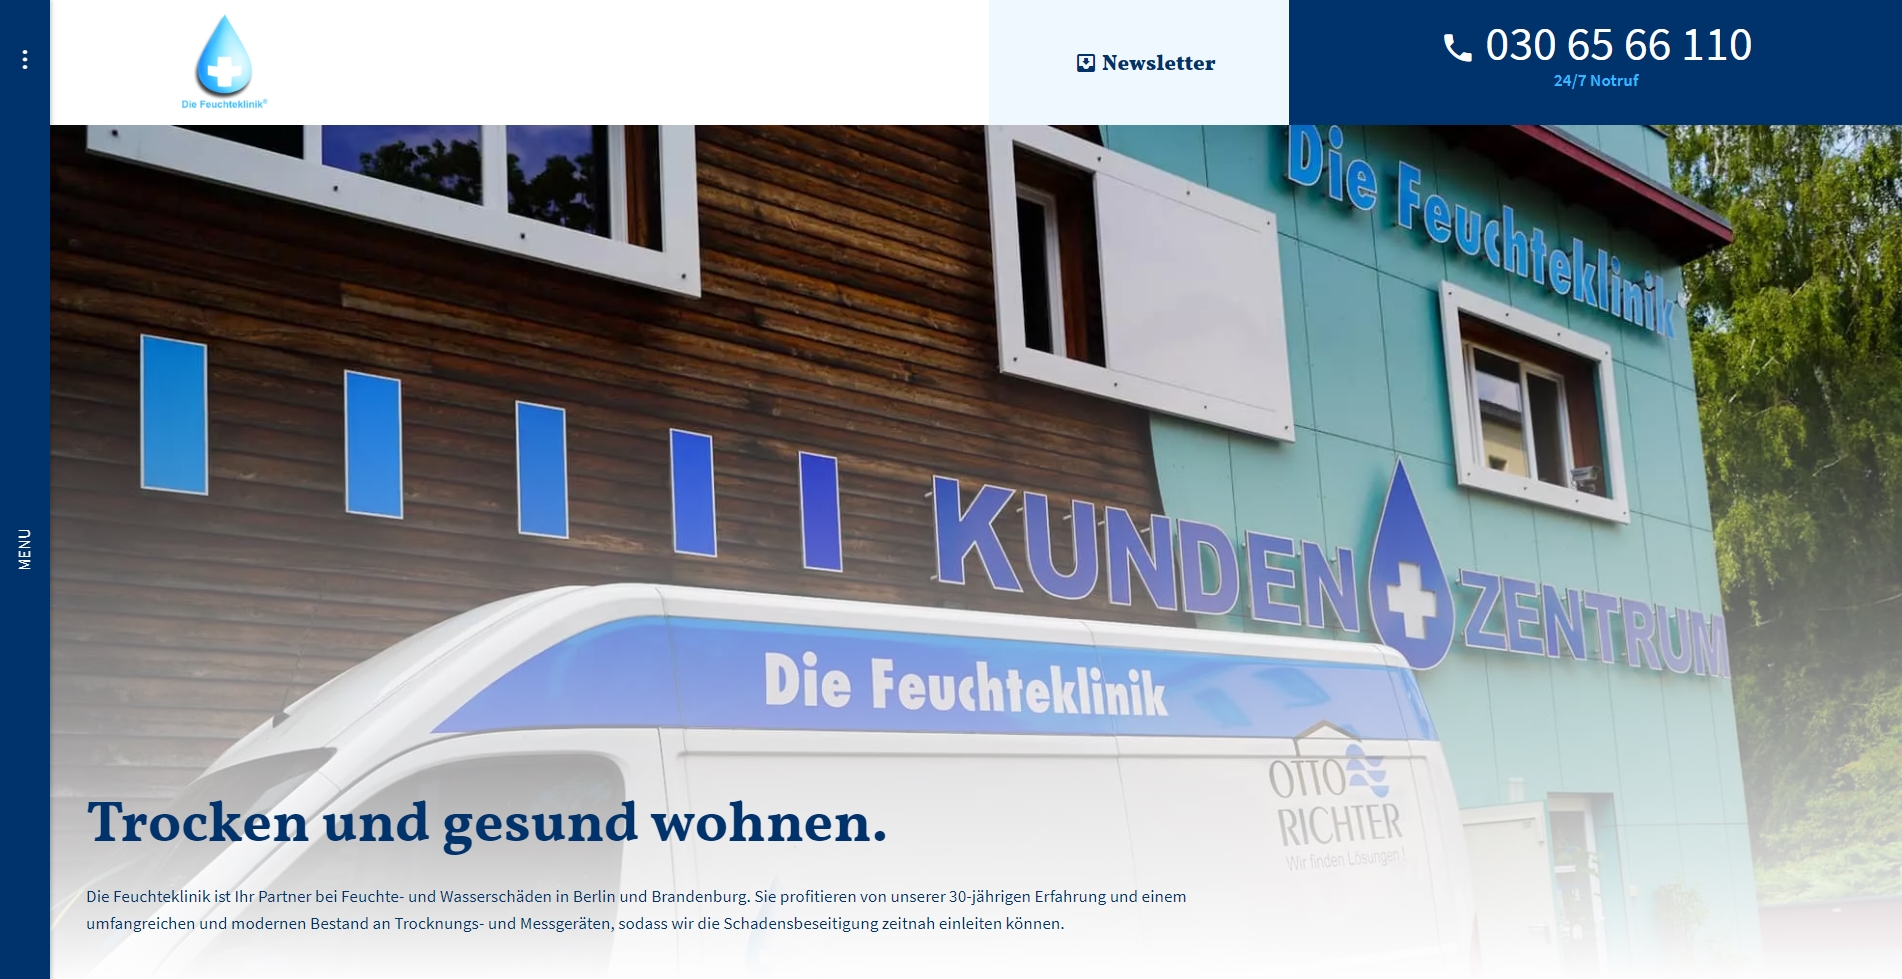 Die Feuchteklinik®
Newsletter
030 65 66 110
24/7 Notruf
MENU
Die Feuchteklinik
KUNDEN ZENTRUM
Die Feuchteklinik
OTTO
RICHTER
Wir finden Lösungen!
Trocken und gesund wohnen.
Die Feuchteklinik ist Ihr Partner bei Feuchte- und Wasserschäden in Berlin und Brandenburg. Sie profitieren von unserer 30-jährigen Erfahrung und einem
umfangreichen und modernen Bestand an Trocknungs- und Messgeräten, sodass wir die Schadensbeseitigung zeitnah einleiten können.